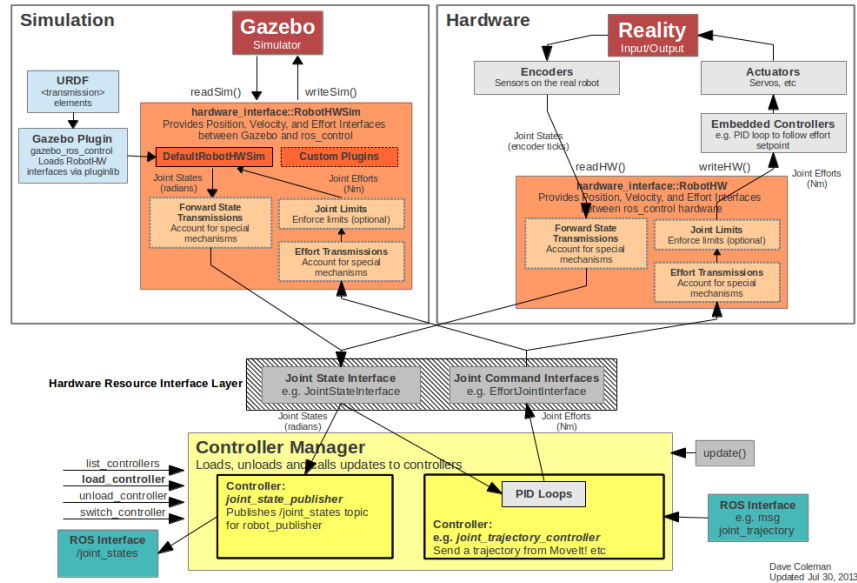 Simulation
Gazebo
Simulator
readSim()
writeSim()
URDF
<transmission>
elements
Gazebo Plugin
gazebo_ros_control
Loads RobotHW
interfaces via pluginlib
hardware_interface::RobotHWSim
Provides Position, Velocity, and Effort Interfaces
between Gazebo and ros_control
DefaultRobotHWSim
Custom Plugins
Joint States
(radians)
Joint Efforts
(Nm)
Forward State
Transmissions
Account for special
mechanisms
Joint Limits
Enforce limits (optional)
Effort Transmissions
Account for special
mechanisms
Hardware
Reality
Input/Output
Encoders
Sensors on the real robot
Actuators
Servos, etc
Embedded Controllers
e.g. PID loop to follow effort
setpoint
Joint States
(encoder ticks)
readHW()
writeHW()
Joint Efforts
(Nm)
hardware_interface::RobotHW
Provides Position, Velocity, and Effort Interfaces
between ros_control hardware
Forward State
Transmissions
Account for special
mechanisms
Joint Limits
Enforce limits (optional)
Effort Transmissions
Account for special
mechanisms
Hardware Resource Interface Layer
Joint State Interface
e.g. JointStateInterface
Joint Command Interfaces
e.g. EffortJointInterface
Joint States
(radians)
Joint Efforts
(Nm)
Controller Manager
Loads, unloads and calls updates to controllers
update()
list_controllers
load_controller
unload_controller
switch_controller
Controller:
joint_state_publisher
Publishes /joint_states topic
for robot_publisher
PID Loops
Controller:
e.g. joint_trajectory_controller
Send a trajectory from MoveIt! etc
ROS Interface
/joint_states
ROS Interface
e.g. msg
joint_trajectory
Dave Coleman
Updated Jul 30, 2013